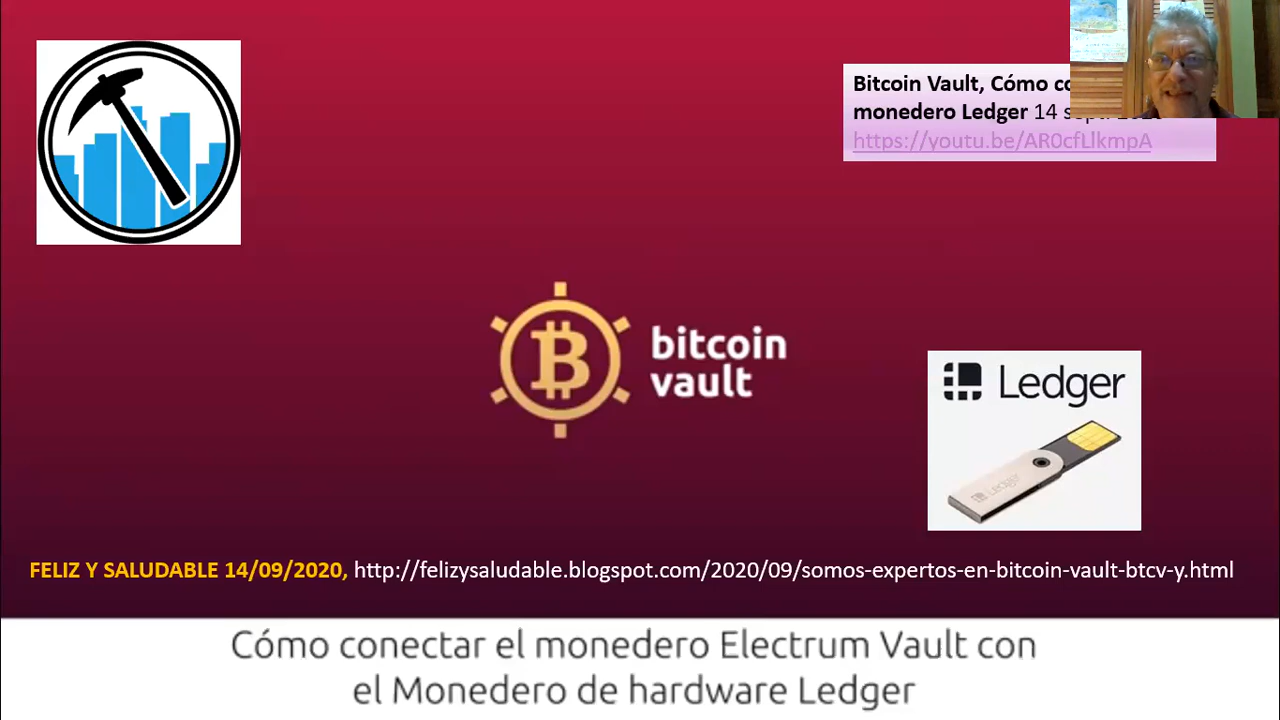 Bitcoin Vault, Cómo
monedero Ledger 14
https://youtu.be/AR0cfLlkmpA
bitcoin
vault
Ledger
Ledger
FELIZ Y SALUDABLE 14/09/2020, http://felizysaludable.blogspot.com/2020/09/somos-expertos-en-bitcoin-vault-btcv-y.html
Cómo conectar el monedero Electrum Vault con
el Monedero de hardware Ledger